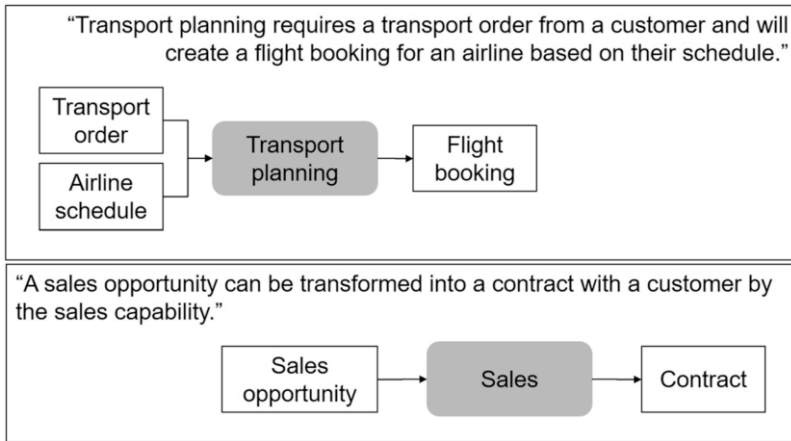 “Transport planning requires a transport order from a customer and will
create a flight booking for an airline based on their schedule.”
Transport
order
Airline
schedule
Transport
planning
Flight
booking
“A sales opportunity can be transformed into a contract with a customer by
the sales capability.”
Sales
opportunity
Sales
Contract